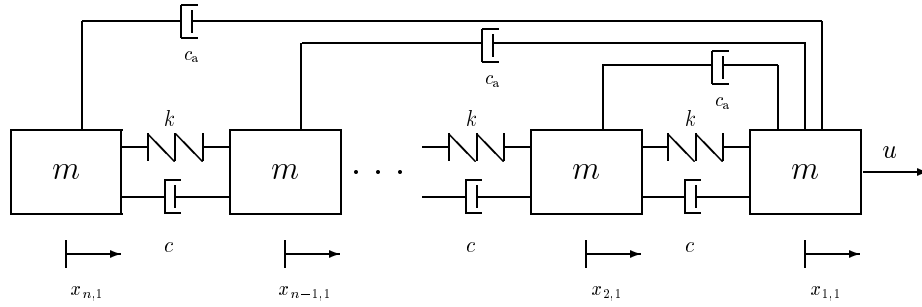 c_a
c_a
c_a
k k k
m m . . . m m u
c c c
x_{n,1} x_{n−1,1} x_{2,1} x_{1,1}